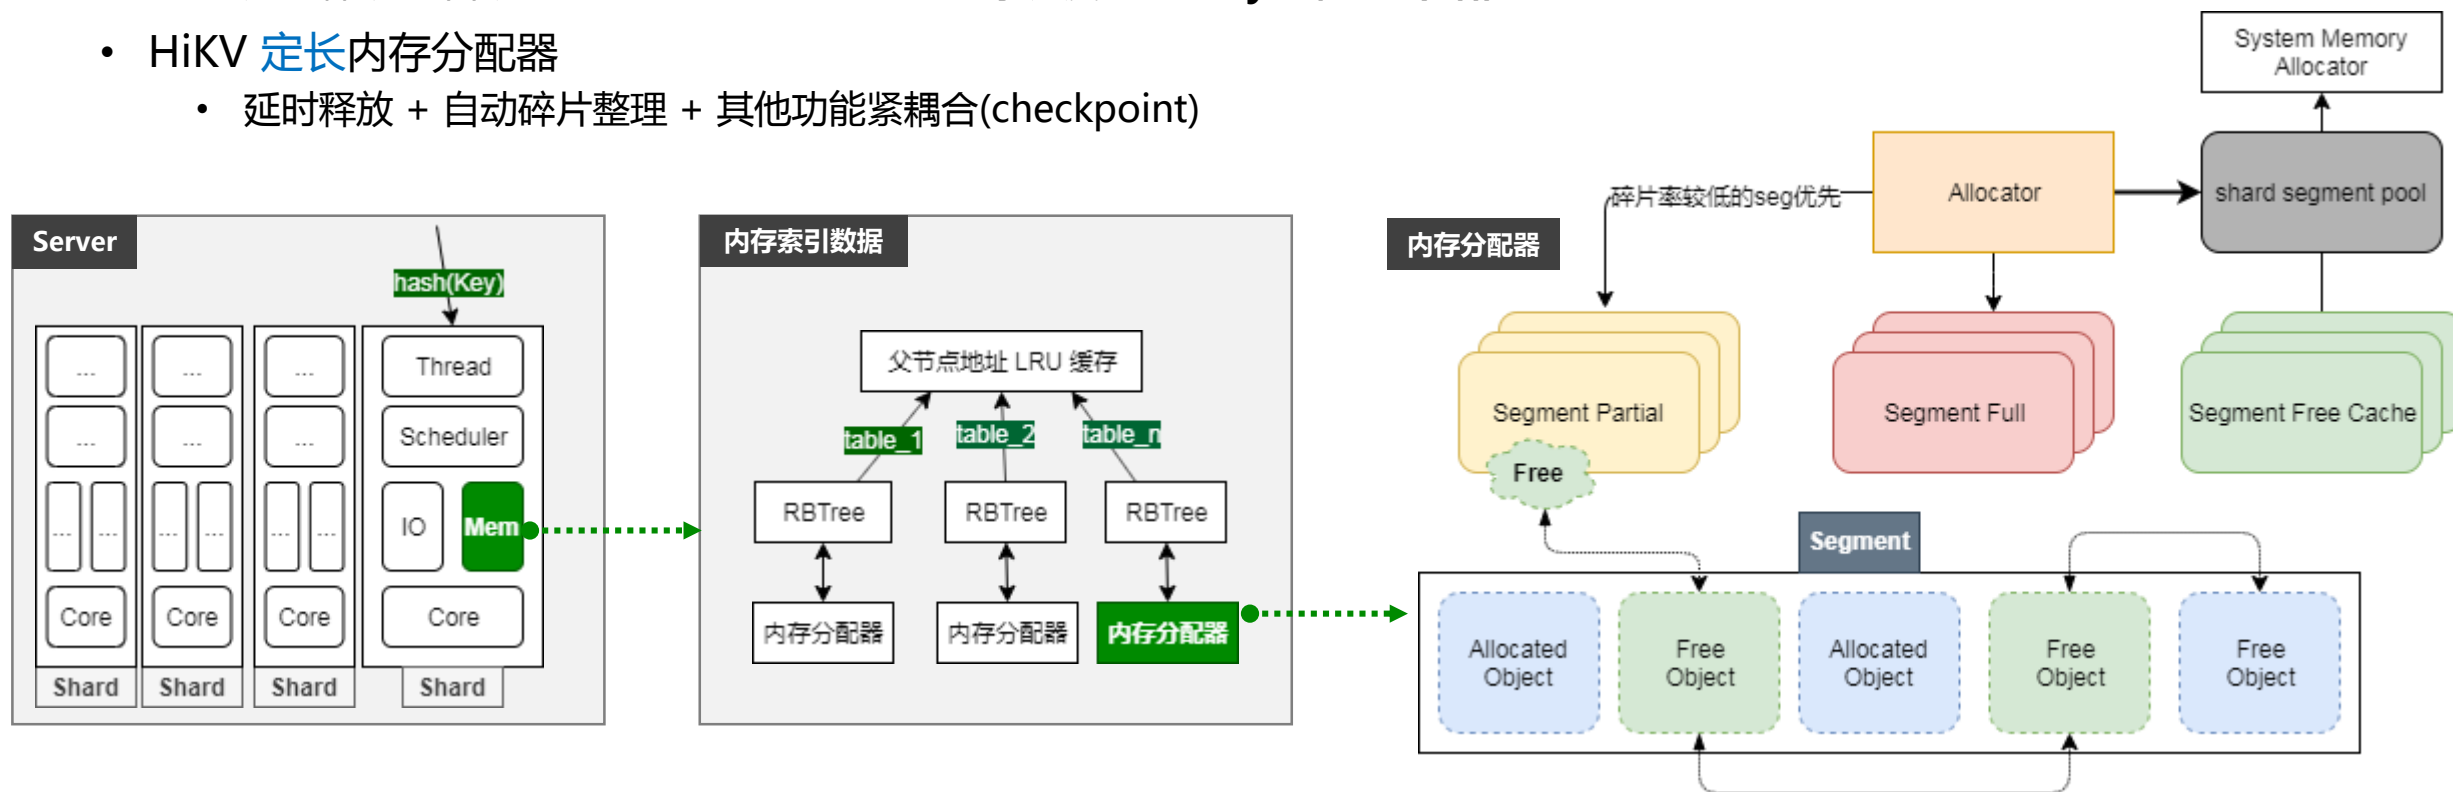 • HiKV 定长内存分配器
• 延时释放 + 自动碎片整理 + 其他功能紧耦合(checkpoint)
Server
hash(Key)
...
...
...
Thread
...
...
...
Scheduler
...
...
...
...
...
...
IO
Mem
Core
Core
Core
Core
Shard
Shard
Shard
Shard
内存索引数据
父节点地址 LRU 缓存
table_1
table_2
table_n
RBTree
RBTree
RBTree
内存分配器
内存分配器
内存分配器
内存分配器
System Memory
Allocator
碎片率较低的seg优先
Allocator
shard segment pool
Segment Partial
Segment Full
Segment Free Cache
Free
Segment
Allocated
Object
Free
Object
Allocated
Object
Free
Object
Free
Object